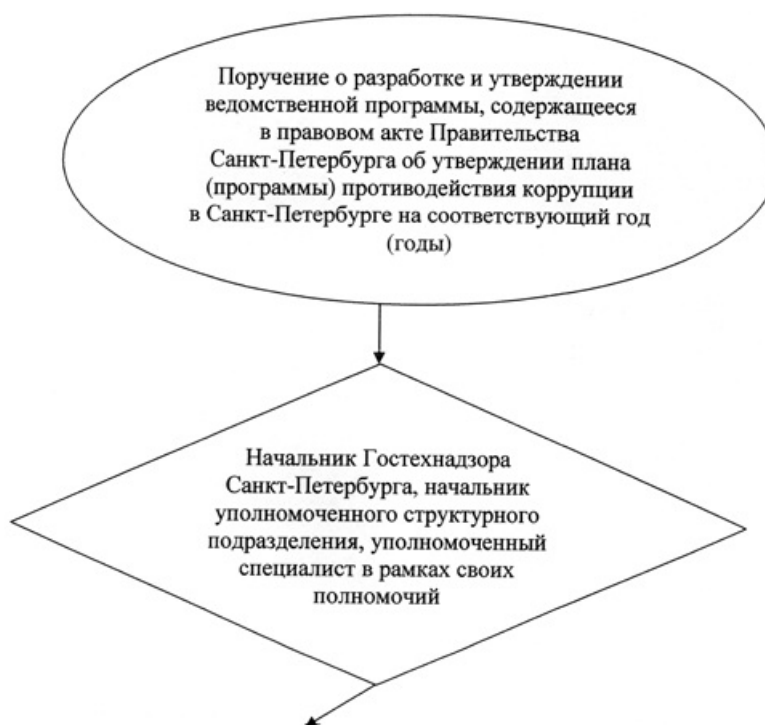 Поручение о разработке и утверждении
ведомственной программы, содержащееся
в правовом акте Правительства
Санкт-Петербурга об утверждении плана
(программы) противодействия коррупции
в Санкт-Петербурге на соответствующий год
(годы)
Начальник Гостехнадзора
Санкт-Петербурга, начальник
уполномоченного структурного
подразделения, уполномоченный
специалист в рамках своих
полномочий